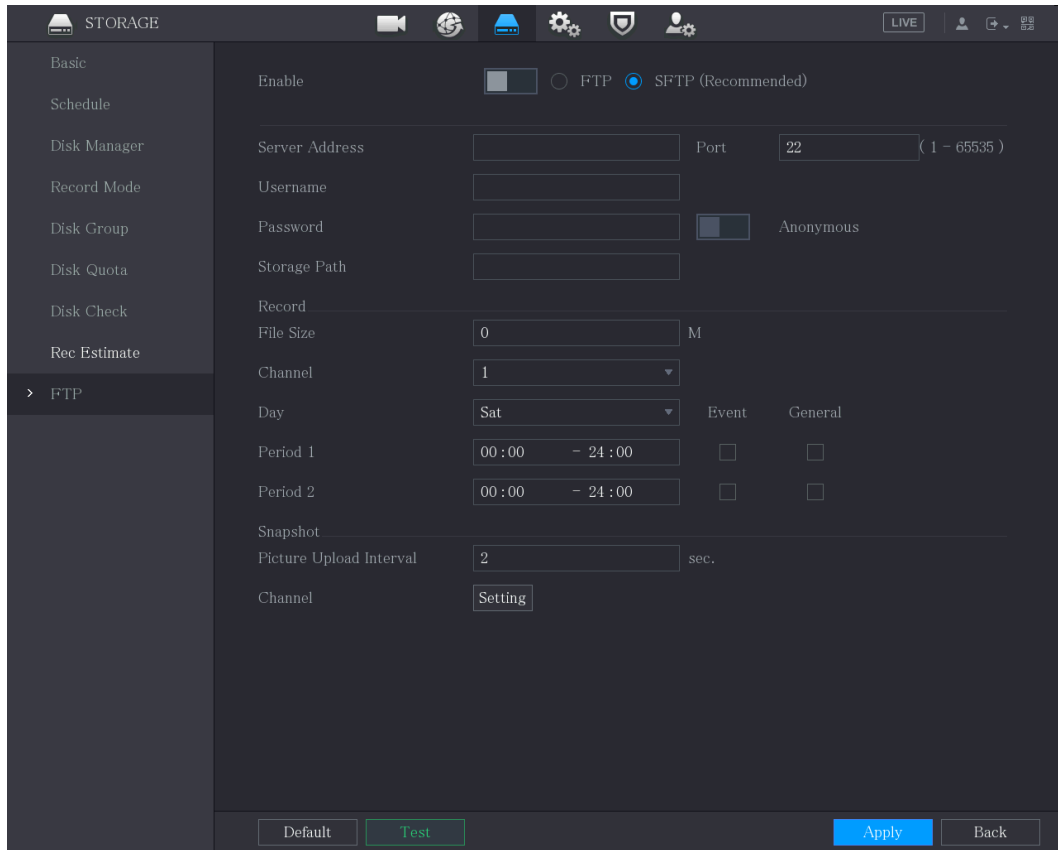 STORAGE LIVE
Basic
Schedule
Disk Manager
Record Mode
Disk Group
Disk Quota
Disk Check
Rec Estimate
FTP
Enable FTP SFTP (Recommended)
Server Address Port 22 ( 1 - 65535 )
Username
Password Anonymous
Storage Path
Record
File Size 0 M
Channel 1
Day Sat Event General
Period 1 00:00 - 24:00
Period 2 00:00 - 24:00
Snapshot
Picture Upload Interval 2 sec.
Channel Setting
Default Test Apply Back